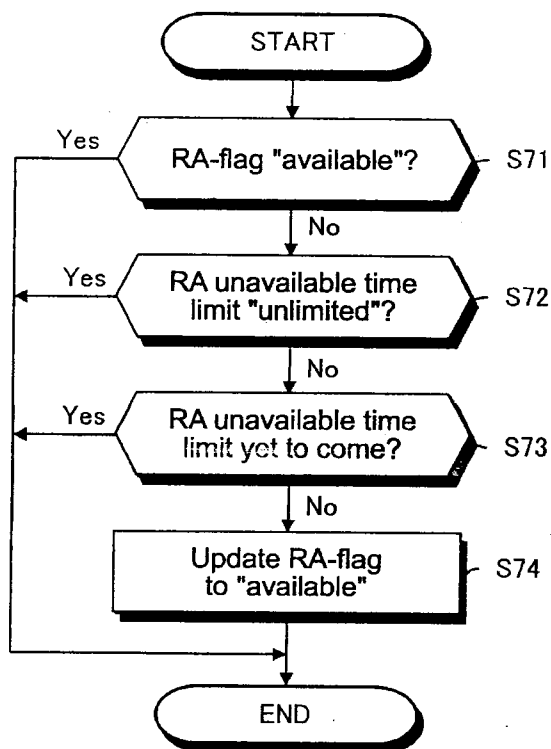 START
Yes
RA-flag "available"?
S71
No
Yes
RA unavailable time
limit "unlimited"?
S72
No
Yes
RA unavailable time
limit yet to come?
S73
No
Update RA-flag
to "available"
S74
END